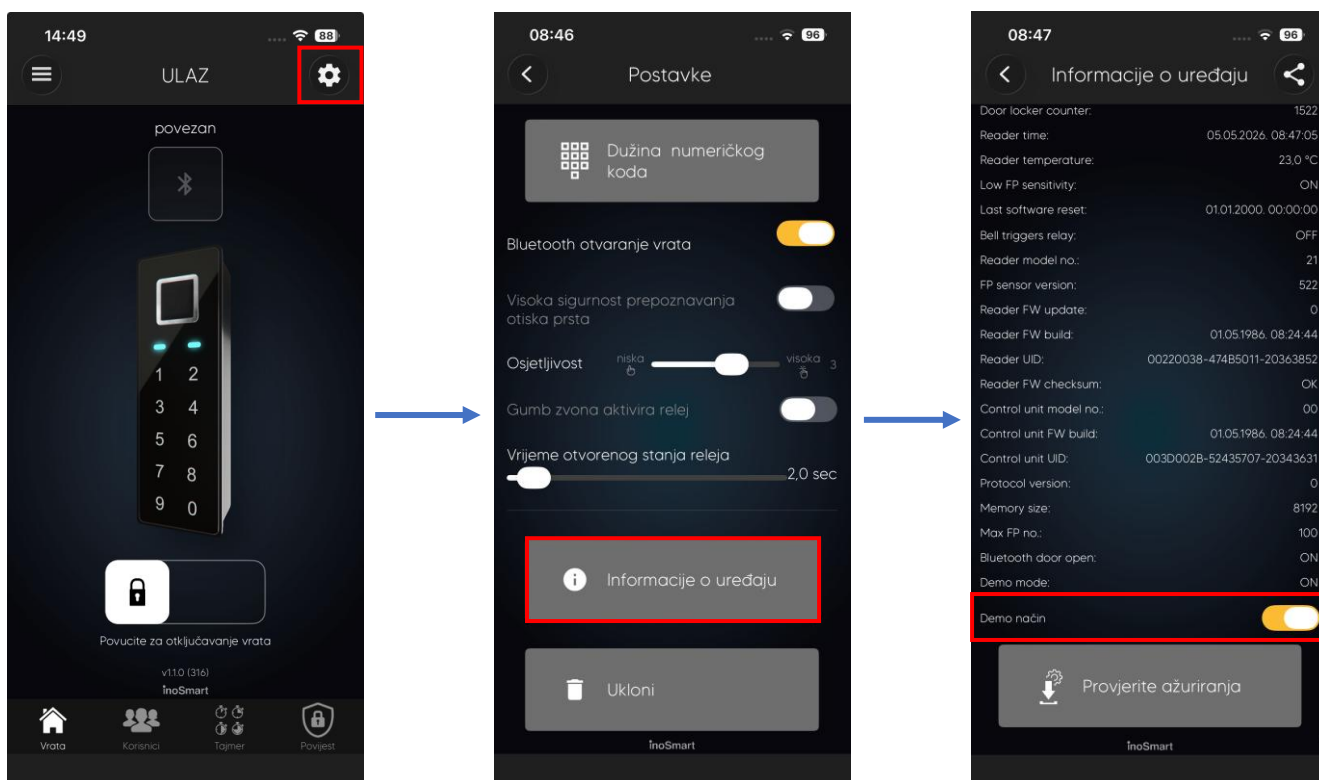 14:49
88
ULAZ
povezan
1 2
3 4
5 6
7 8
9 0
Povucite za otključavanje vrata
v1.1.0 (316)
inoSmart
Vrata Korisnici Tajmer Povijest
08:46
96
Postavke
Dužina numeričkog
koda
Bluetooth otvaranje vrata
Visoka sigurnost prepoznavanja
otiska prsta
Osjetljivost niska visoka 3
Gumb zvona aktivira relej
Vrijeme otvorenog stanja releja
2,0 sec
Informacije o uređaju
Ukloni
inoSmart
08:47
96
Informacije o uređaju
Door locker counter: 1522
Reader time: 05.05.2026. 08:47:05
Reader temperature: 23,0 °C
Low FP sensitivity: ON
Last software reset: 01.01.2000. 00:00:00
Bell triggers relay: OFF
Reader model no.: 21
FP sensor version: 522
Reader FW update: 0
Reader FW build: 01.05.1986. 08:24:44
Reader UID: 00220038-474B5011-20363852
Reader FW checksum: OK
Control unit model no.: 00
Control unit FW build: 01.05.1986. 08:24:44
Control unit UID: 003D002B-52435707-20343631
Protocol version: 0
Memory size: 8192
Max FP no.: 100
Bluetooth door open: ON
Demo mode: ON
Demo način
Provjerite ažuriranja
inoSmart